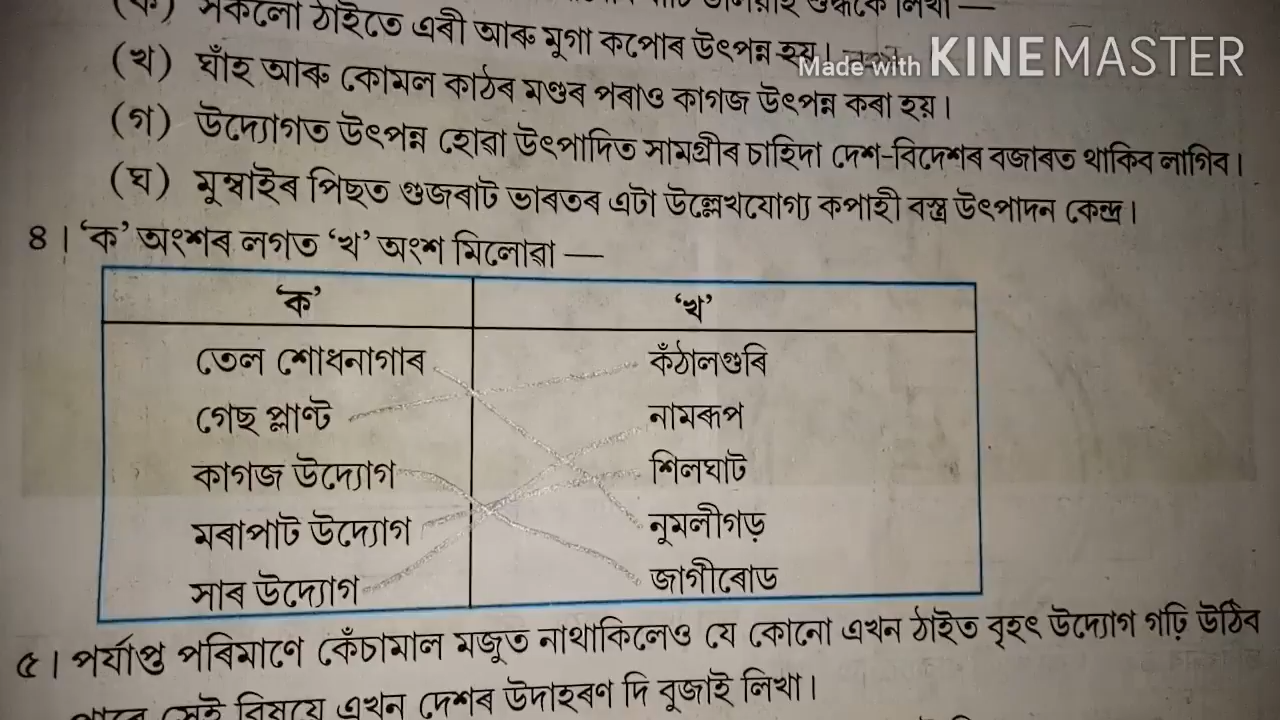 (ক) সকলো ঠাইতে এৰী আৰু মুগা কপোৰ উৎপন্ন হয়।
Made with KINEMASTER
(খ) ঘাঁহ আৰু কোমল কাঠৰ মণ্ডৰ পৰাও কাগজ উৎপন্ন কৰা হয়।
(গ) উদ্যোগত উৎপন্ন হোৱা উৎপাদিত সামগ্ৰীৰ চাহিদা দেশ-বিদেশৰ বজাৰত থাকিব লাগিব।
(ঘ) মুম্বাইৰ পিছত গুজৰাট ভাৰতৰ এটা উল্লেখযোগ্য কপাহী বস্ত্ৰ উৎপাদন কেন্দ্ৰ।
৪। ‘ক’ অংশৰ লগত ‘খ’ অংশ মিলোৱা —
‘ক’ ‘খ’
তেল শোধনাগাৰ কঁঠালগুৰি
গেছ প্লাণ্ট নামৰূপ
কাগজ উদ্যোগ শিলঘাট
মৰাপাট উদ্যোগ নুমলীগড়
সাৰ উদ্যোগ জাগীৰোড
৫। পৰ্যাপ্ত পৰিমাণে কেঁচামাল মজুত নাথাকিলেও যে কোনো এখন ঠাইত বৃহৎ উদ্যোগ গঢ়ি উঠিব
পাৰে সেই বিষয়ে এখন দেশৰ উদাহৰণ দি বুজাই লিখা।